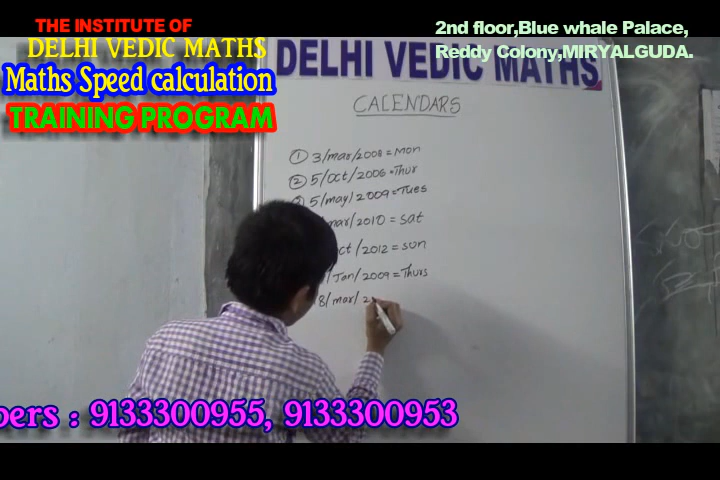 THE INSTITUTE OF
DELHI VEDIC MATHS
Maths Speed calculation
TRAINING PROGRAM
2nd floor,Blue whale Palace,
Reddy Colony,MIRYALGUDA.
DELHI VEDIC MATHS
CALENDARS
① 3/mar/2008 = Mon
② 5/Oct/2006 = Thur
5/may/2009 = Tues
mar/2010 = sat
ct/2012 = sun
/Jan/2009 = Thurs
8/mar/2
bers : 9133300955, 9133300953